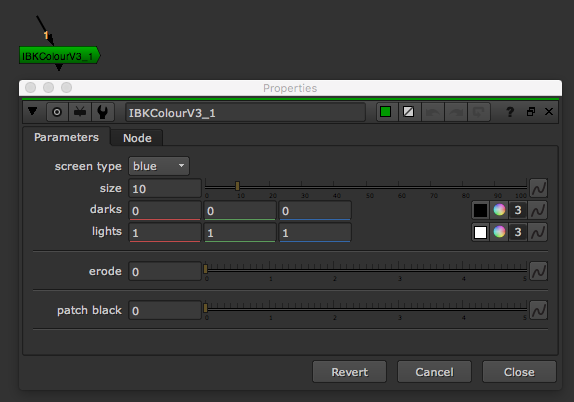 1
IBKColourV3_1
Properties
IBKColourV3_1
?
Parameters Node
screen type blue
size 10
0 10 20 30 40 50 60 70 80 90 100
darks 0 0 0 3
lights 1 1 1 3
erode 0
0 1 2 3 4 5
patch black 0
0 1 2 3 4 5
Revert Cancel Close